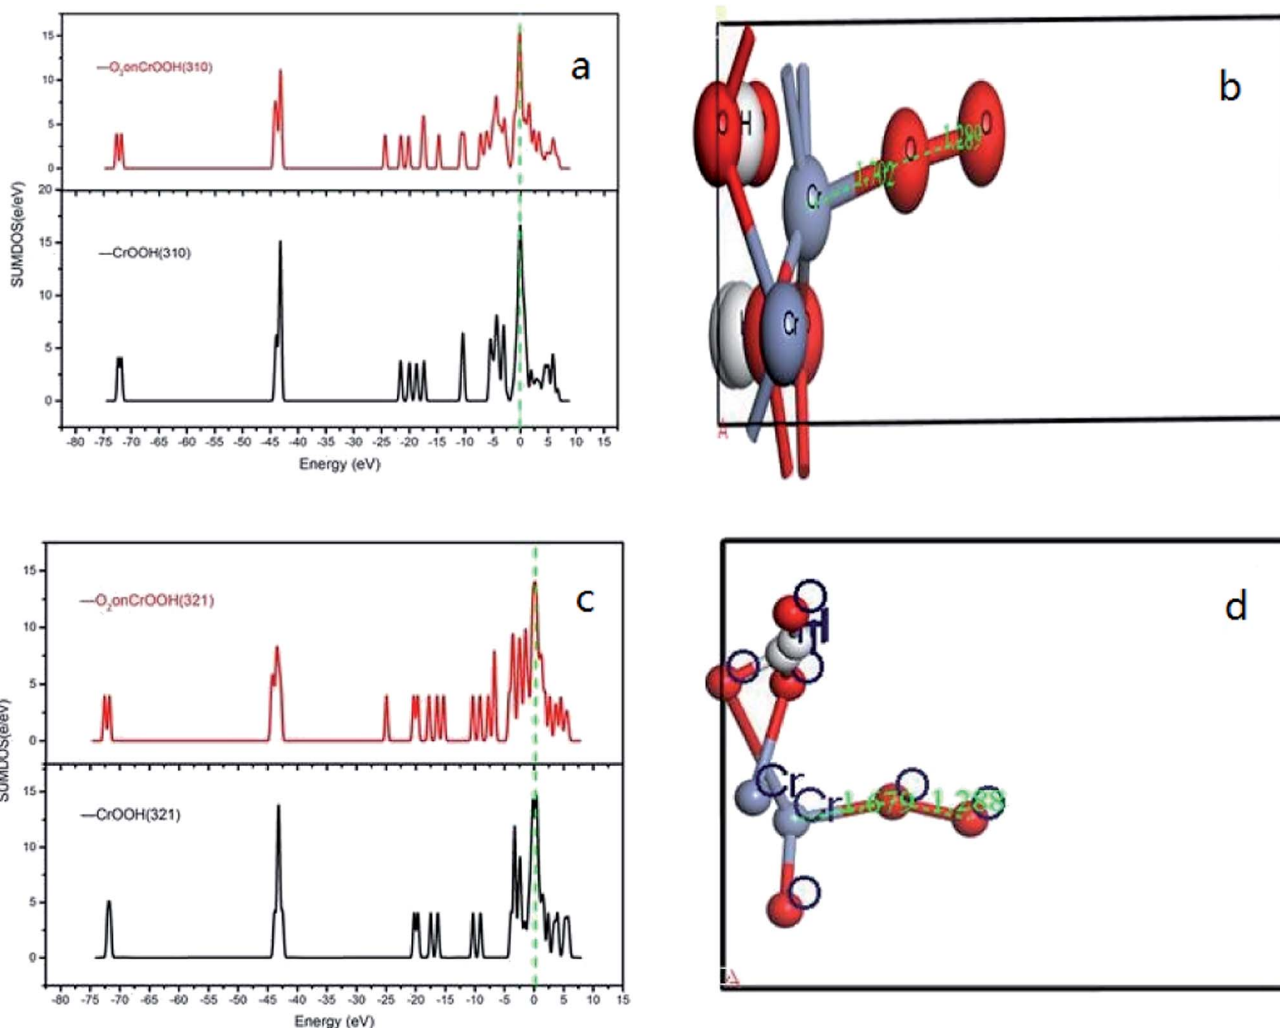 15
a
—O2onCrOOH(310)
10
5
0
20
15
—CrOOH(310)
10
5
0
SUMDOS(e/eV)
-80 -75 -70 -65 -60 -55 -50 -45 -40 -35 -30 -25 -20 -15 -10 -5 0 5 10 15
Energy (eV)
b
O H O O
1.289
Cr
Cr
A
15
c
—O2onCrOOH(321)
10
5
0
15
—CrOOH(321)
10
5
0
SUMDOS(e/eV)
-80 -75 -70 -65 -60 -55 -50 -45 -40 -35 -30 -25 -20 -15 -10 -5 0 5 10 15
Energy (eV)
d
O
H
O O
Cr O
Cr 1.679 1.288 O
O
A